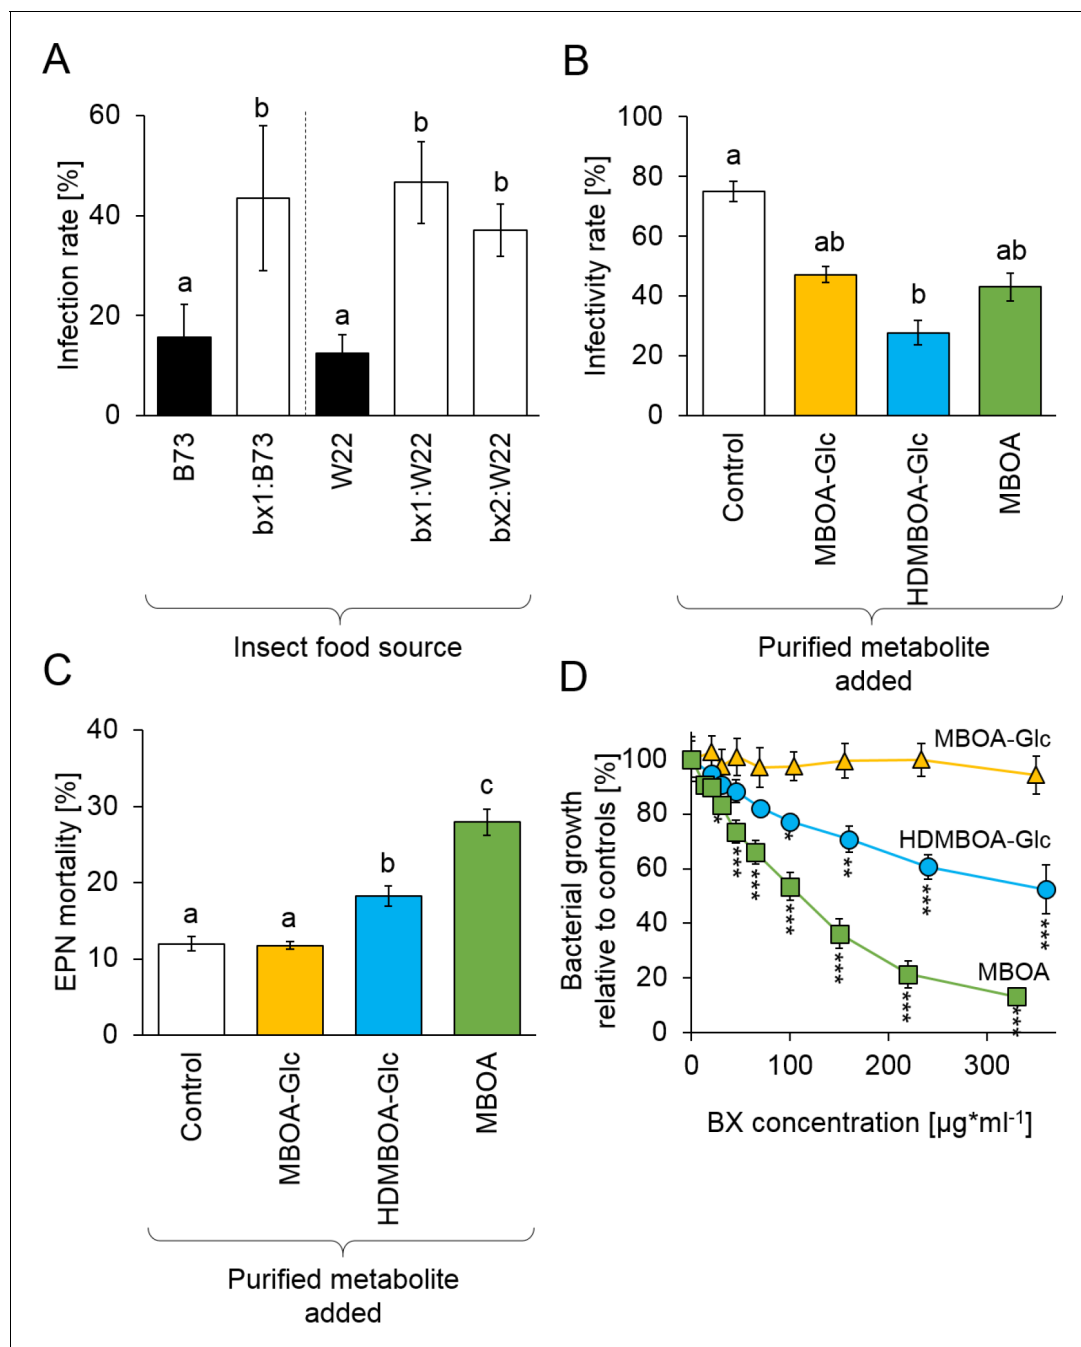 A
Infection rate [%]
60
40
20
0
a
b
a
b
b
B73
bx1:B73
W22
bx1:W22
bx2:W22
Insect food source
B
Infectivity rate [%]
100
80
60
40
20
0
a
ab
b
ab
Control
MBOA-Glc
HDMBOA-Glc
MBOA
Purified metabolite
added
C
EPN mortality [%]
40
30
20
10
0
a
a
b
c
Control
MBOA-Glc
HDMBOA-Glc
MBOA
Purified metabolite
added
D
Bacterial growth
relative to controls [%]
100
80
60
40
20
0
MBOA-Glc
HDMBOA-Glc
MBOA
*
***
***
***
***
***
***
*
**
***
***
0
100
200
300
BX concentration [µg*ml-1]